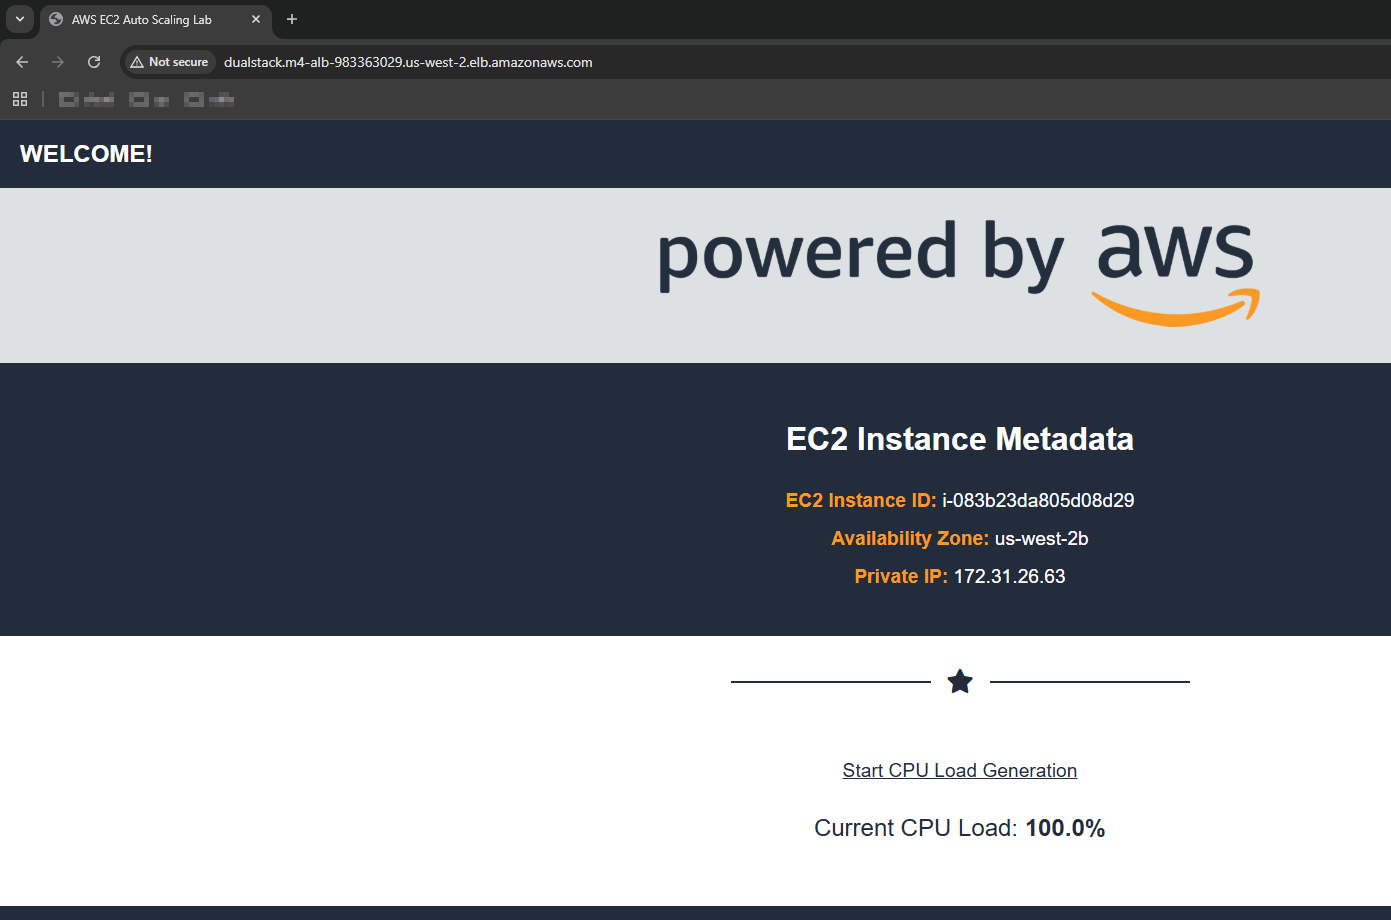 AWS EC2 Auto Scaling Lab
Not secure
dualstack.m4-alb-983363029.us-west-2.elb.amazonaws.com
WELCOME!
powered by aws
EC2 Instance Metadata
EC2 Instance ID: i-083b23da805d08d29
Availability Zone: us-west-2b
Private IP: 172.31.26.63
Start CPU Load Generation
Current CPU Load: 100.0%